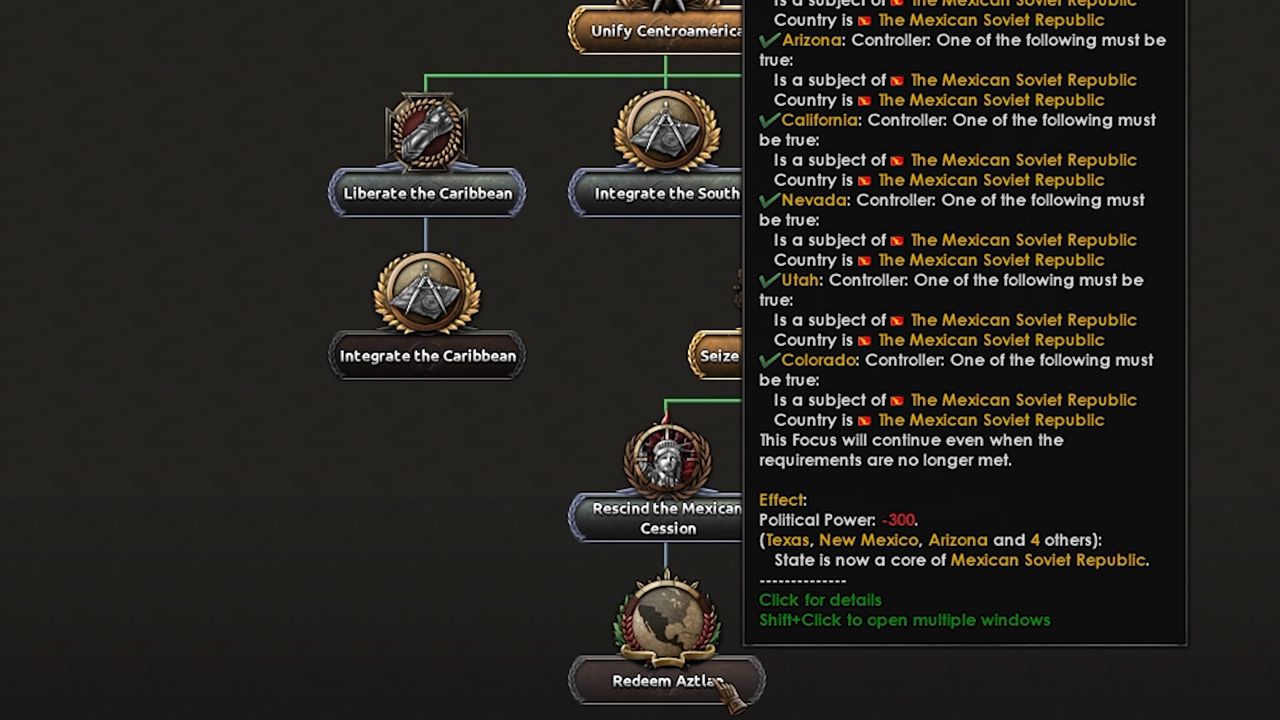 Unify Centroamérica
Liberate the Caribbean
Integrate the South
Integrate the Caribbean
Seize
Rescind the Mexican
Cession
Redeem Aztlan
Is a subject of The Mexican Soviet Republic
Country is The Mexican Soviet Republic
Arizona: Controller: One of the following must be
true:
Is a subject of The Mexican Soviet Republic
Country is The Mexican Soviet Republic
California: Controller: One of the following must
be true:
Is a subject of The Mexican Soviet Republic
Country is The Mexican Soviet Republic
Nevada: Controller: One of the following must
be true:
Is a subject of The Mexican Soviet Republic
Country is The Mexican Soviet Republic
Utah: Controller: One of the following must be
true:
Is a subject of The Mexican Soviet Republic
Country is The Mexican Soviet Republic
Colorado: Controller: One of the following must
be true:
Is a subject of The Mexican Soviet Republic
Country is The Mexican Soviet Republic
This Focus will continue even when the
requirements are no longer met.
Effect:
Political Power: -300.
(Texas, New Mexico, Arizona and 4 others):
State is now a core of Mexican Soviet Republic.
--------------
Click for details
Shift+Click to open multiple windows